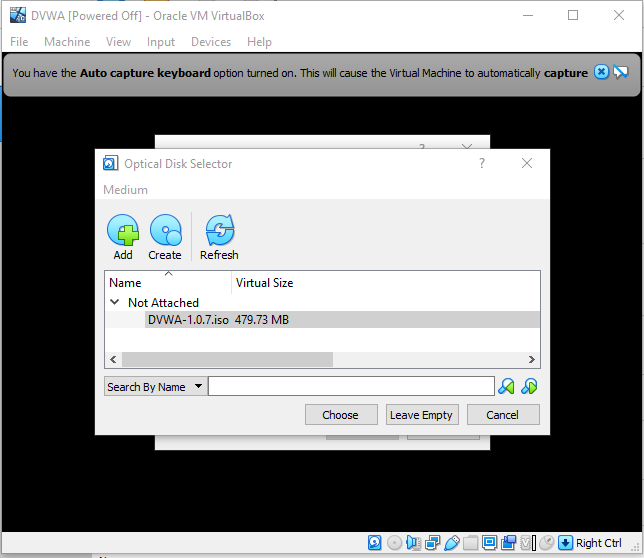 DVWA [Powered Off] - Oracle VM VirtualBox
File Machine View Input Devices Help
You have the Auto capture keyboard option turned on. This will cause the Virtual Machine to automatically capture
?
Optical Disk Selector ?
Medium
Add Create Refresh
Name Virtual Size
Not Attached
DVWA-1.0.7.iso 479.73 MB
Search By Name
Choose Leave Empty Cancel
Right Ctrl